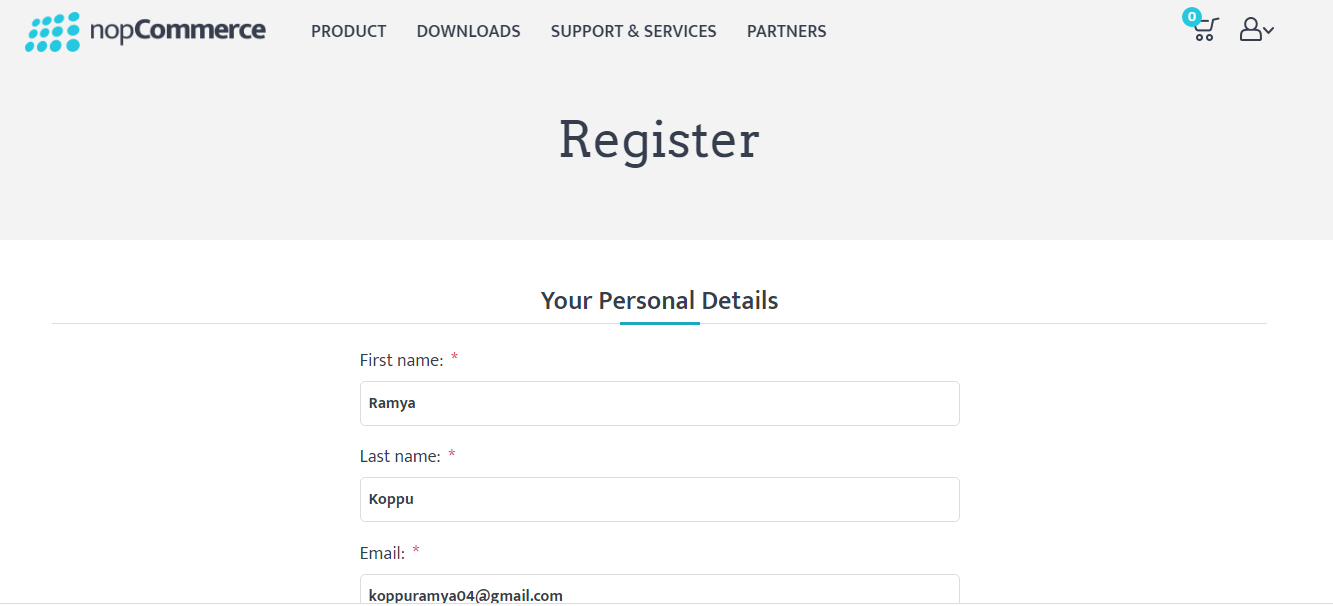 nopCommerce PRODUCT DOWNLOADS SUPPORT & SERVICES PARTNERS 0
Register
Your Personal Details
First name: *
Ramya
Last name: *
Koppu
Email: *
koppuramya04@gmail.com